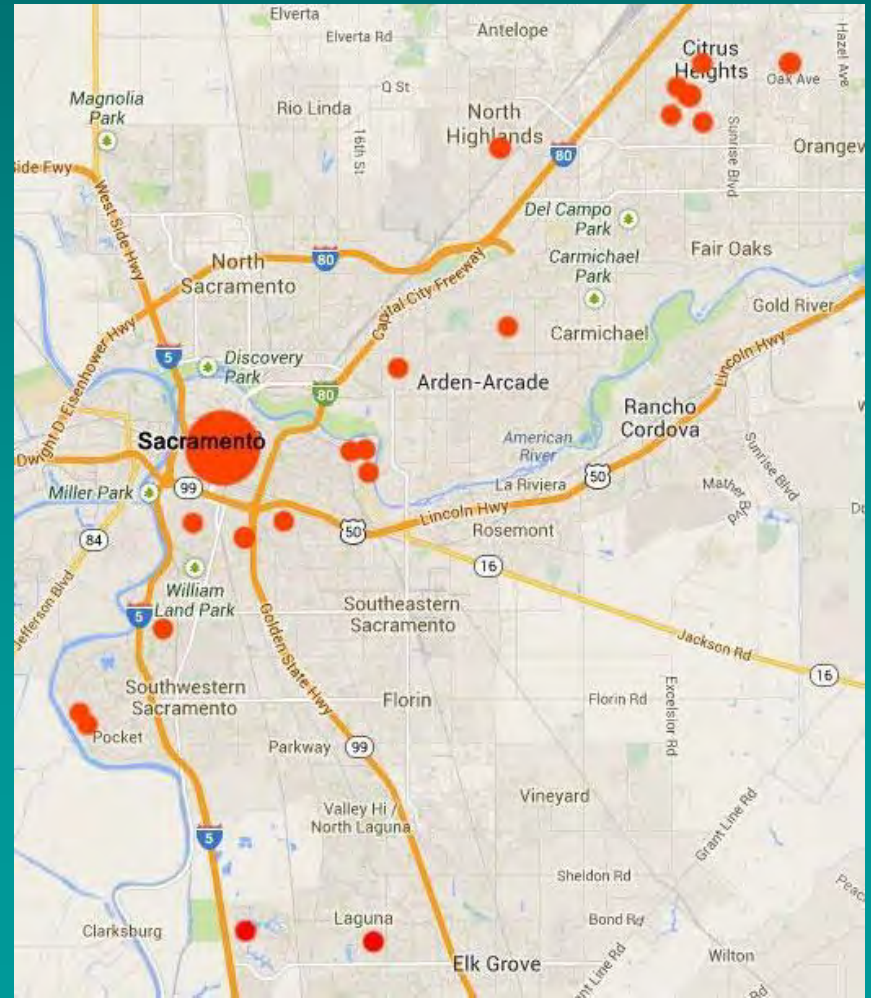 Elverta
Elverta Rd
Antelope
Hazel Ave
Citrus
Heights
Oak Ave
Magnolia
Park
Q St
Rio Linda
16th St
North
Highlands
80
Sunrise Blvd
Orangev
Side Fwy
West Side Hwy
Del Campo
Park
Fair Oaks
North
Sacramento
80
Capital City Freeway
Carmichael
Park
Gold River
Carmichael
Lincoln Hwy
Dwight D. Eisenhower Hwy
5
Discovery
Park
80
Arden-Arcade
Rancho
Cordova
Sacramento
American
River
Sunrise Blvd
Miller Park
99
La Riviera
50
Mather Blvd
Lincoln Hwy
50
Rosemont
84
16
William
Land Park
Jefferson Blvd
5
Golden State Hwy
Southeastern
Sacramento
Jackson Rd
16
Southwestern
Sacramento
Florin
Florin Rd
Excelsior Rd
Pocket
Parkway
99
Vineyard
Valley Hi /
North Laguna
5
Grant Line Rd
Sheldon Rd
Peac
Laguna
Bond Rd
Clarksburg
Elk Grove
nt Line Rd
Wilton
Rd